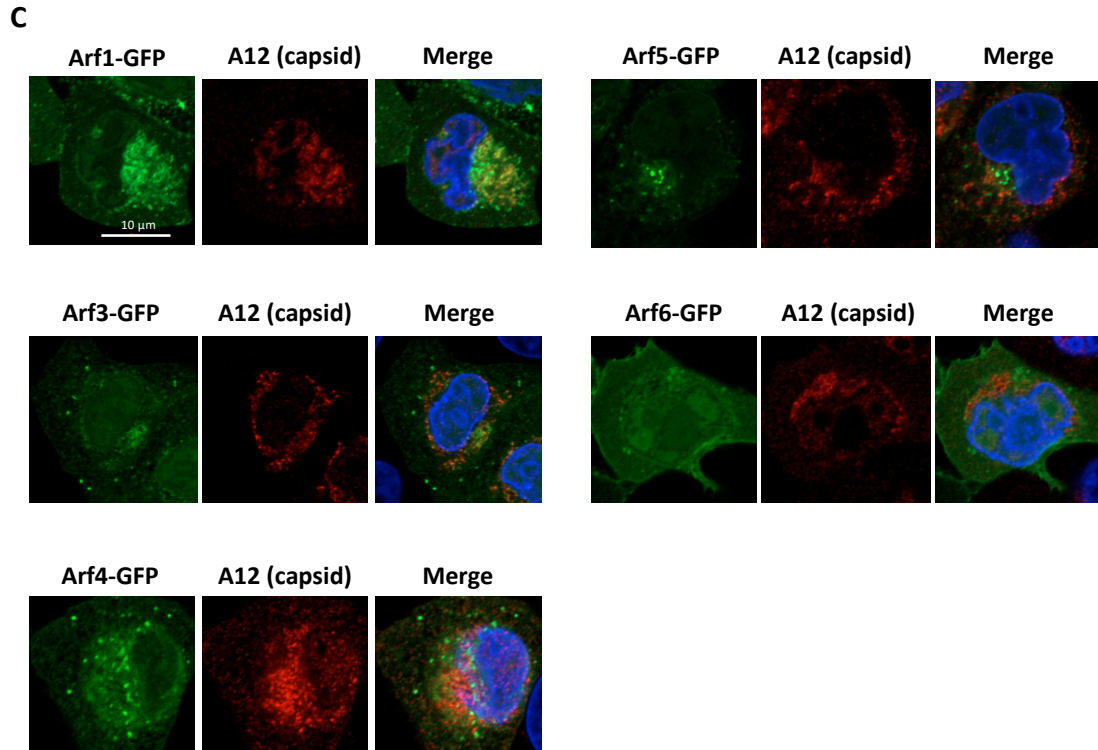 C
Arf1-GFP A12 (capsid) Merge
Arf5-GFP A12 (capsid) Merge
10 µm
Arf3-GFP A12 (capsid) Merge
Arf6-GFP A12 (capsid) Merge
Arf4-GFP A12 (capsid) Merge